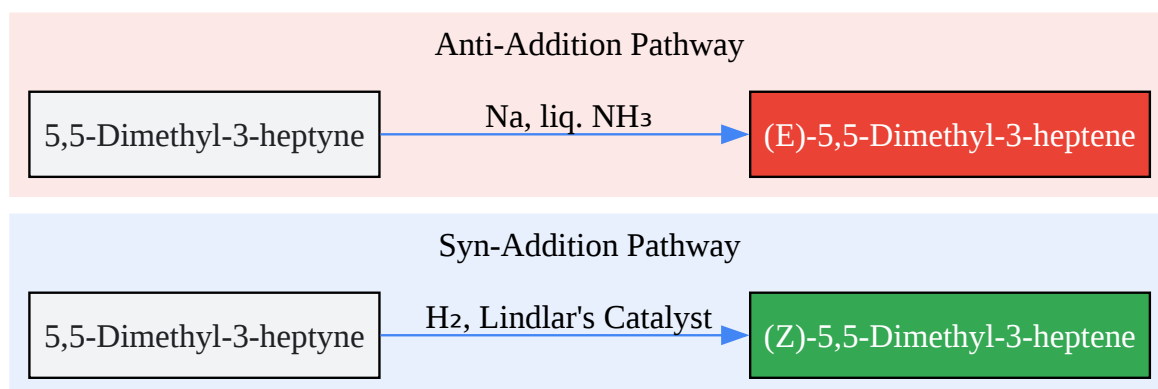 Anti-Addition Pathway
5,5-Dimethyl-3-heptyne
Na, liq. NH₃
(E)-5,5-Dimethyl-3-heptene
Syn-Addition Pathway
5,5-Dimethyl-3-heptyne
H₂, Lindlar's Catalyst
(Z)-5,5-Dimethyl-3-heptene